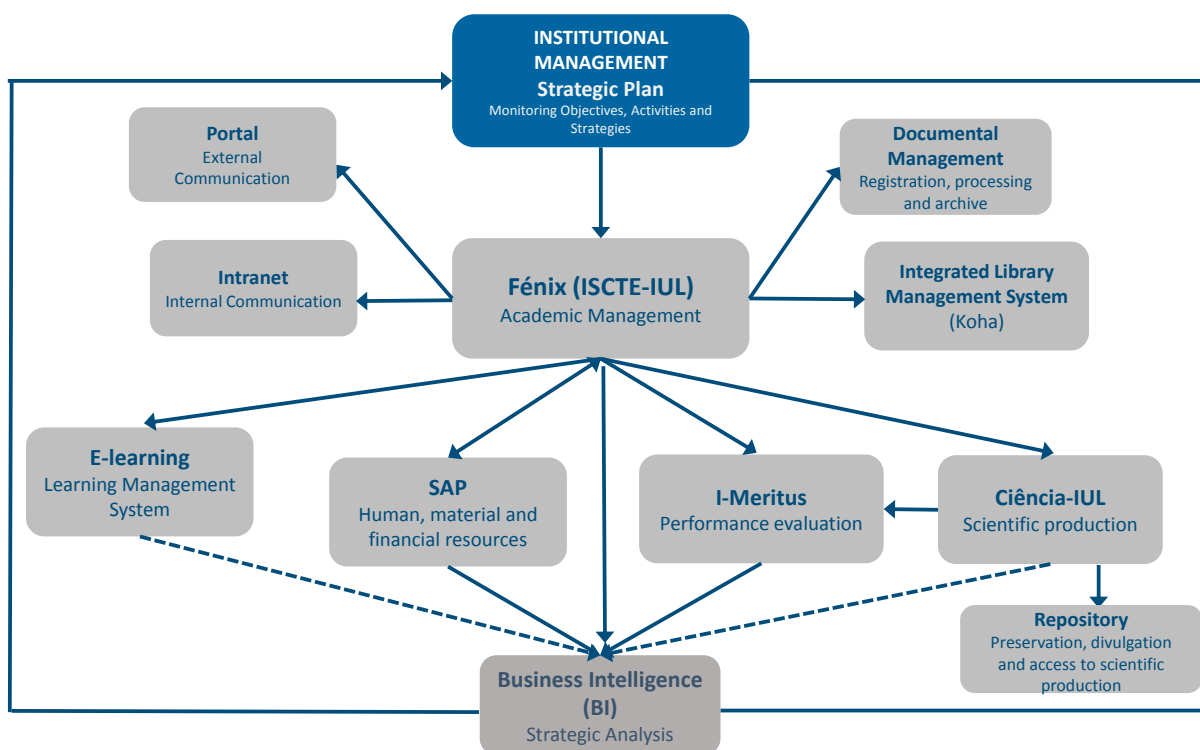 INSTITUTIONAL
MANAGEMENT
Strategic Plan
Monitoring Objectives, Activities and
Strategies
Portal
External
Communication
Documental
Management
Registration, processing
and archive
Intranet
Internal Communication
Fénix (ISCTE-IUL)
Academic Management
Integrated Library
Management System
(Koha)
E-learning
Learning Management
System
SAP
Human, material and
financial resources
I-Meritus
Performance evaluation
Ciência-IUL
Scientific production
Repository
Preservation, divulgation
and access to scientific
production
Business Intelligence
(BI)
Strategic Analysis